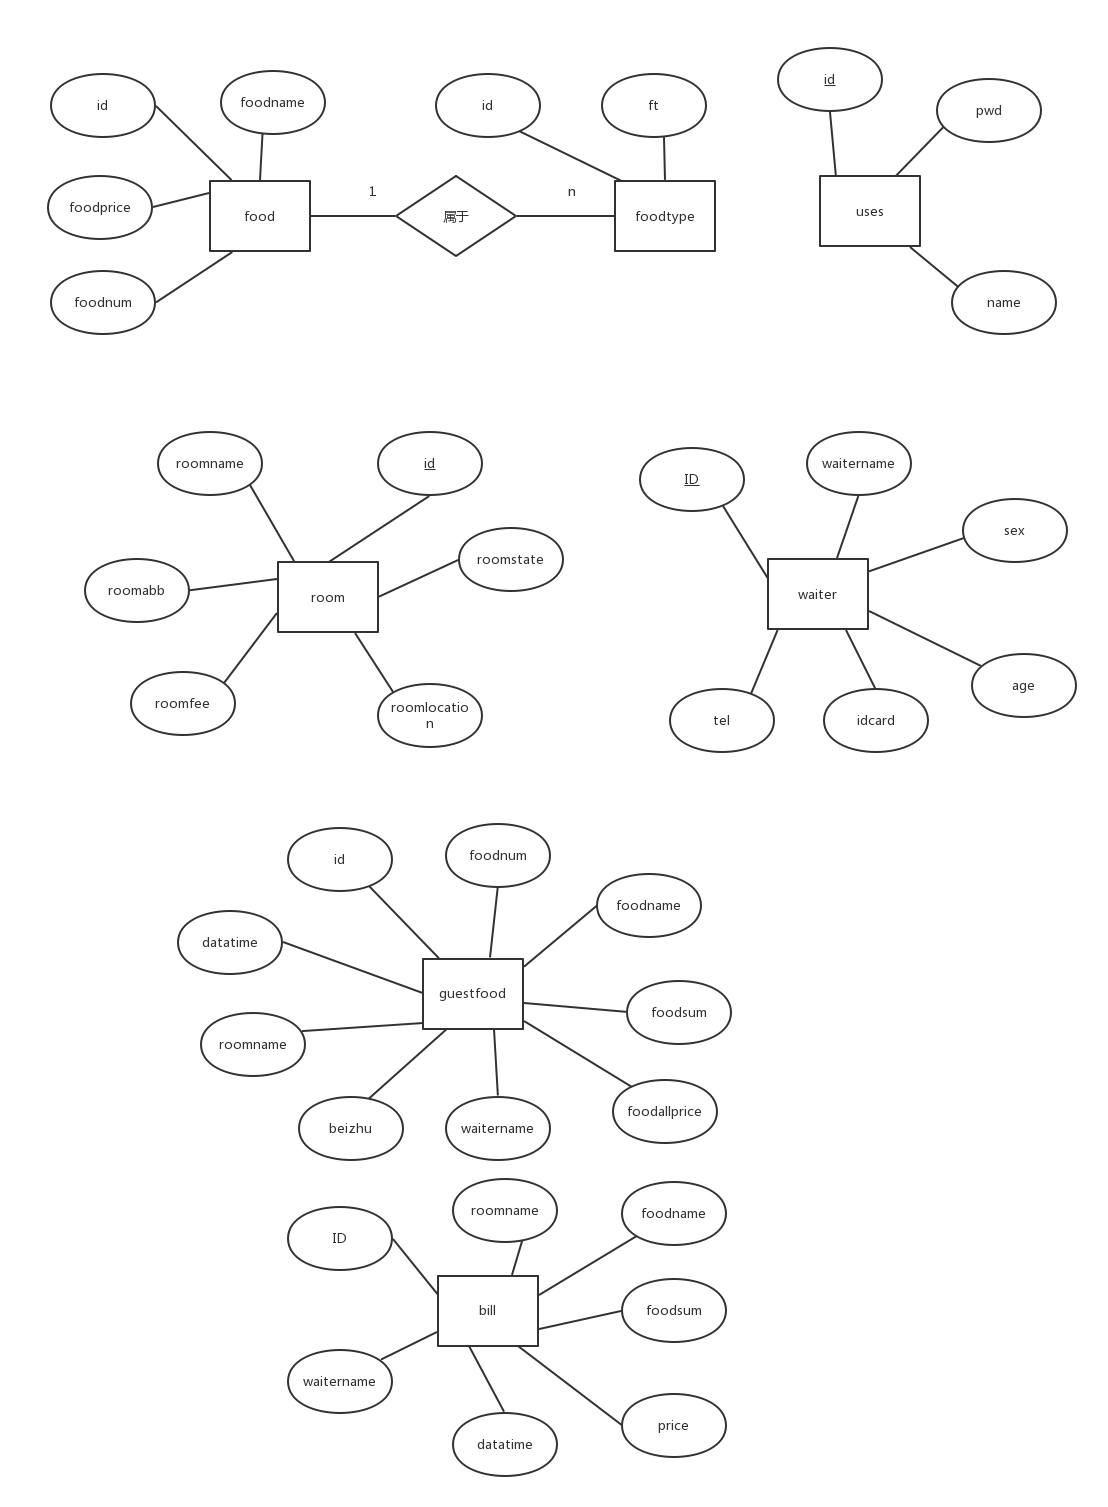 id
foodname
id
ft
id
pwd
foodprice
food
1
属于
n
foodtype
uses
foodnum
name
roomname
id
ID
waitername
sex
roomstate
roomabb
room
waiter
roomfee
roomlocatio
n
tel
idcard
age
id
foodnum
foodname
datatime
guestfood
foodsum
roomname
foodallprice
beizhu
waitername
roomname
foodname
ID
bill
foodsum
waitername
datatime
price